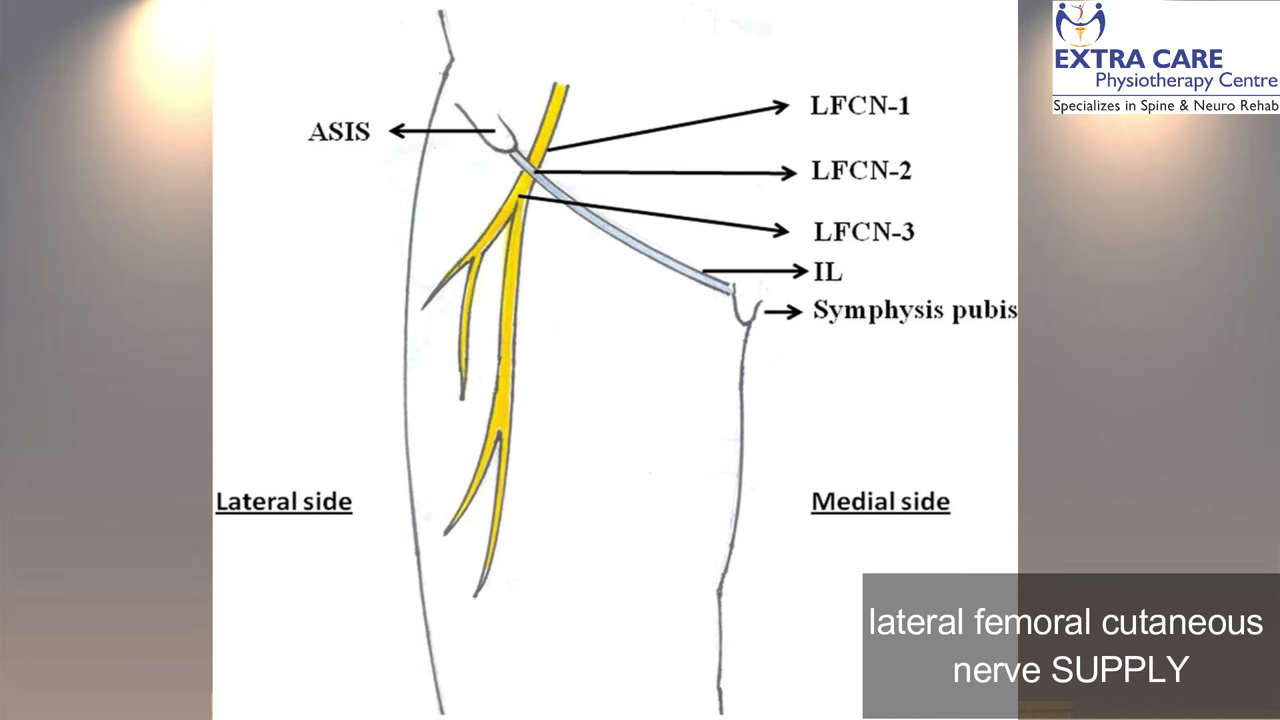 EXTRA CARE
Physiotherapy Centre
Specializes in Spine & Neuro Rehab
LFCN-1
ASIS
LFCN-2
LFCN-3
IL
Symphysis pubis
Lateral side
Medial side
lateral femoral cutaneous
nerve SUPPLY